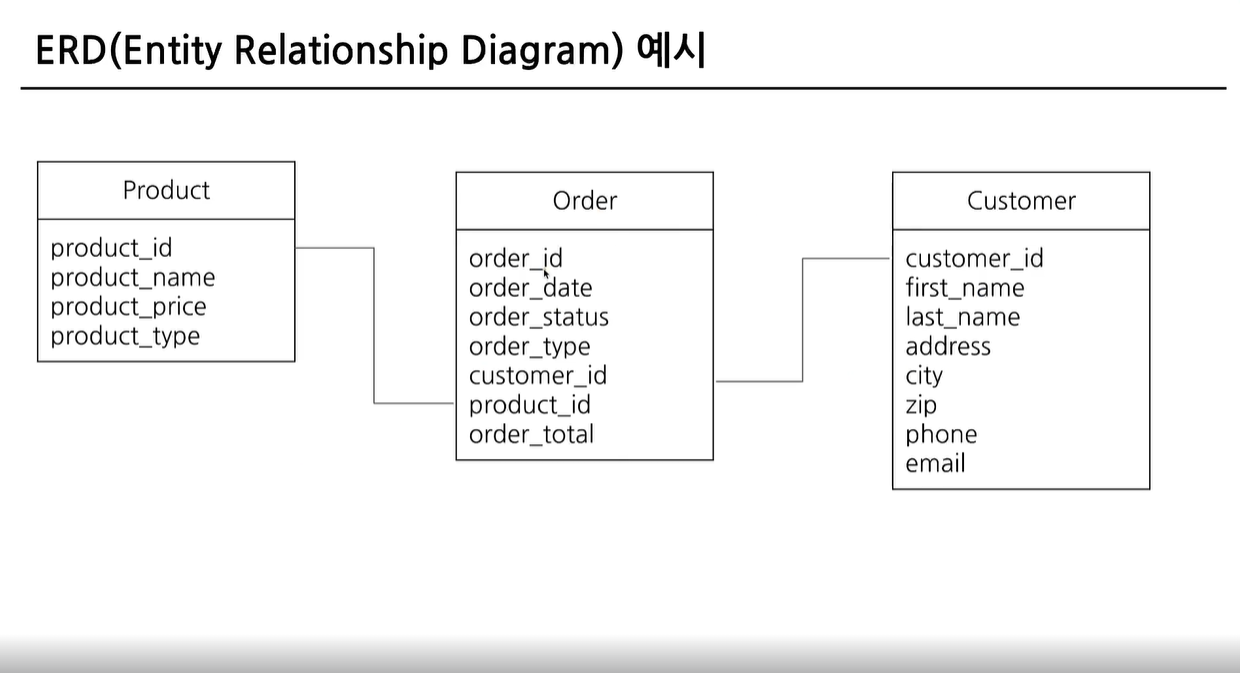 ERD(Entity Relationship Diagram) 예시
Product
product_id
product_name
product_price
product_type
Order
order_id
order_date
order_status
order_type
customer_id
product_id
order_total
Customer
customer_id
first_name
last_name
address
city
zip
phone
email